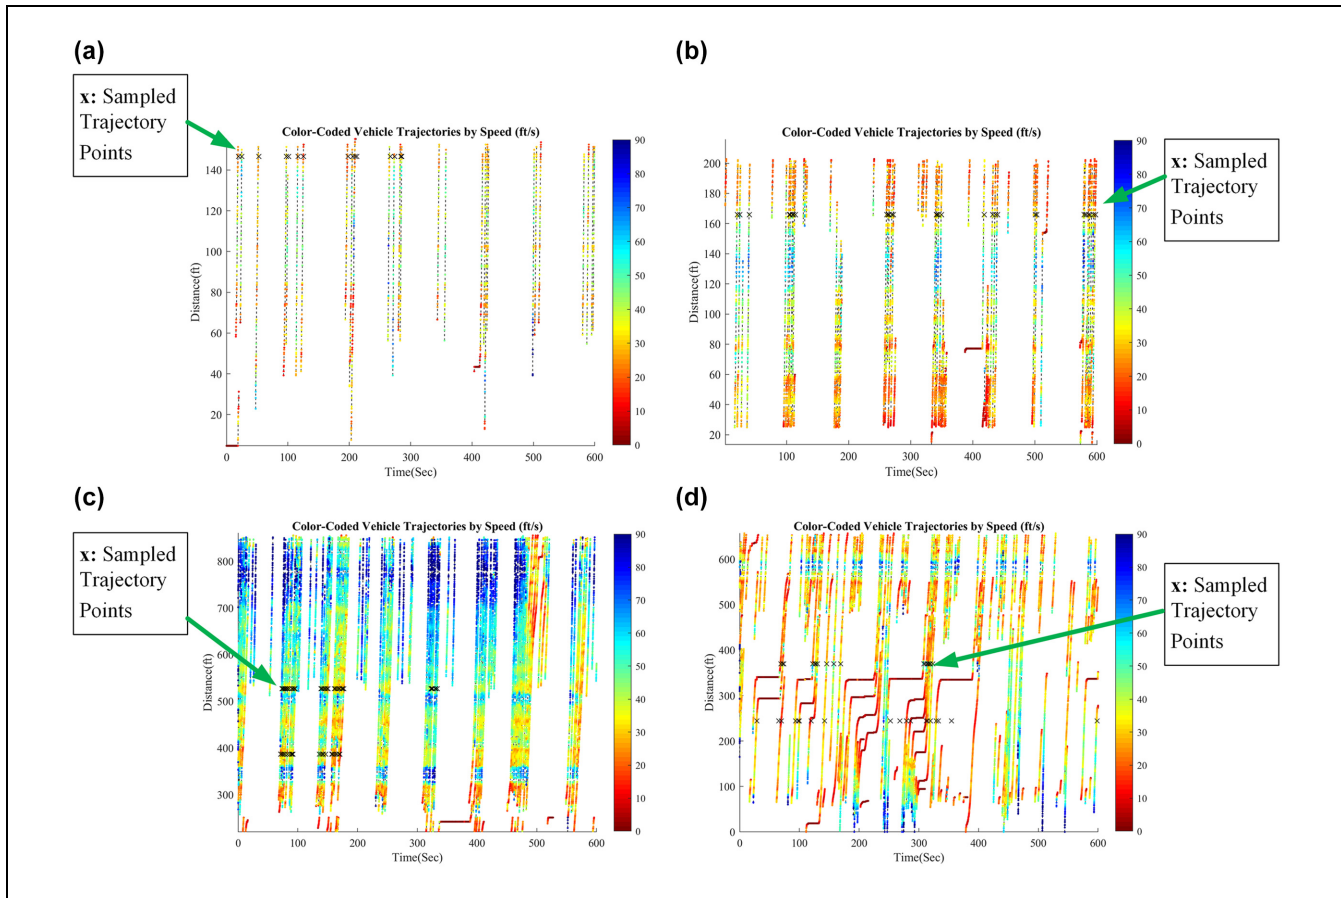 (a)
x: Sampled
Trajectory
Points
Color-Coded Vehicle Trajectories by Speed (ft/s)
140
120
100
80
60
40
20
Distance(ft)
0 100 200 300 400 500 600
Time(Sec)
90
80
70
60
50
40
30
20
10
0
(b)
x: Sampled
Trajectory
Points
Color-Coded Vehicle Trajectories by Speed (ft/s)
200
180
160
140
120
100
80
60
40
20
Distance(ft)
100 200 300 400 500 600
Time(Sec)
90
80
70
60
50
40
30
20
10
0
(c)
x: Sampled
Trajectory
Points
Color-Coded Vehicle Trajectories by Speed (ft/s)
800
700
600
500
400
300
Distance(ft)
0 100 200 300 400 500 600
Time(Sec)
90
80
70
60
50
40
30
20
10
0
(d)
x: Sampled
Trajectory
Points
Color-Coded Vehicle Trajectories by Speed (ft/s)
600
500
400
300
200
100
0
Distance(ft)
0 100 200 300 400 500 600
Time(Sec)
90
80
70
60
50
40
30
20
10
0